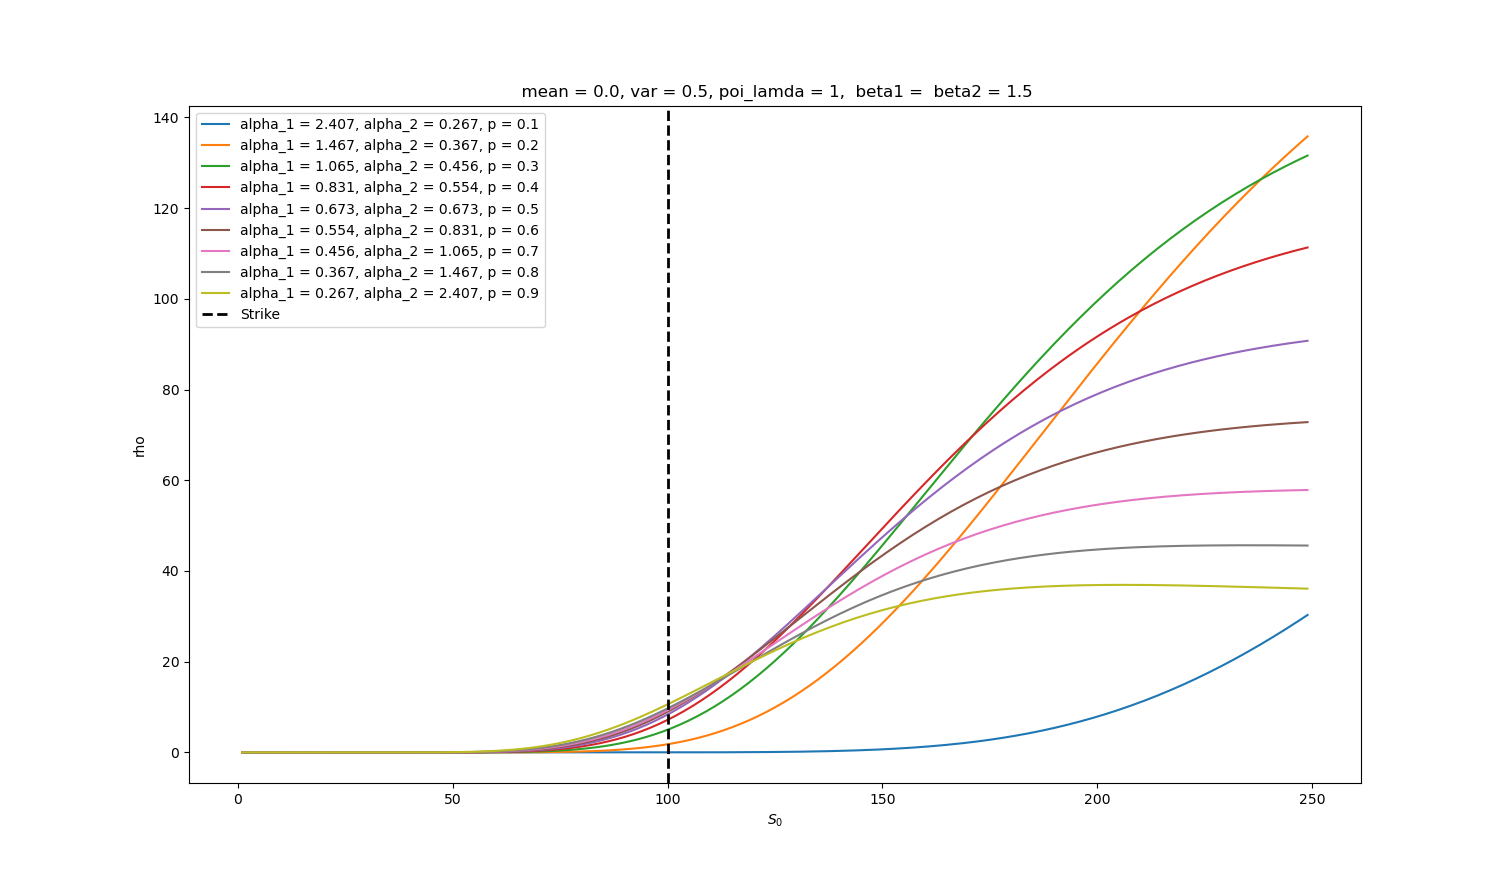 mean = 0.0, var = 0.5, poi_lamda = 1,  beta1 =  beta2 = 1.5
140
120
100
80
60
40
20
0
rho
alpha_1 = 2.407, alpha_2 = 0.267, p = 0.1
alpha_1 = 1.467, alpha_2 = 0.367, p = 0.2
alpha_1 = 1.065, alpha_2 = 0.456, p = 0.3
alpha_1 = 0.831, alpha_2 = 0.554, p = 0.4
alpha_1 = 0.673, alpha_2 = 0.673, p = 0.5
alpha_1 = 0.554, alpha_2 = 0.831, p = 0.6
alpha_1 = 0.456, alpha_2 = 1.065, p = 0.7
alpha_1 = 0.367, alpha_2 = 1.467, p = 0.8
alpha_1 = 0.267, alpha_2 = 2.407, p = 0.9
Strike
0 50 100 150 200 250
S₀